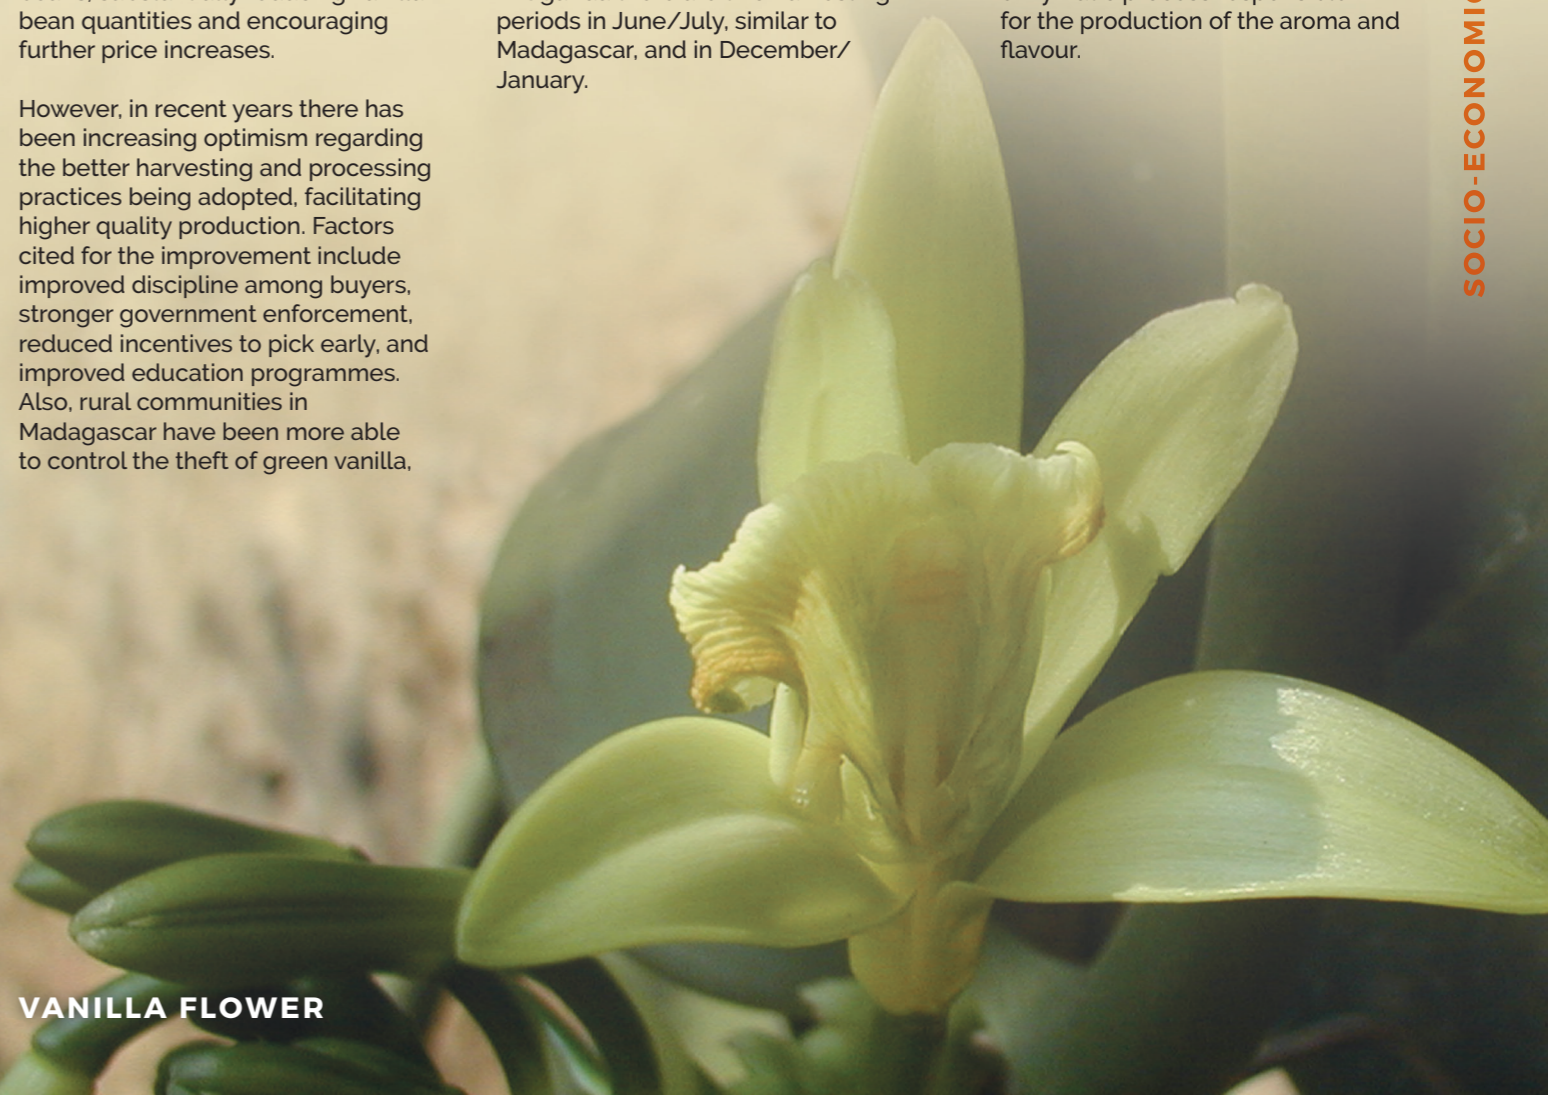 bean quantities and encouraging
further price increases.
However, in recent years there has
been increasing optimism regarding
the better harvesting and processing
practices being adopted, facilitating
higher quality production. Factors
cited for the improvement include
improved discipline among buyers,
stronger government enforcement,
reduced incentives to pick early, and
improved education programmes.
Also, rural communities in
Madagascar have been more able
to control the theft of green vanilla,
periods in June/July, similar to
Madagascar, and in December/
January.
for the production of the aroma and
flavour.
SOCIO-ECONOMIC
VANILLA FLOWER